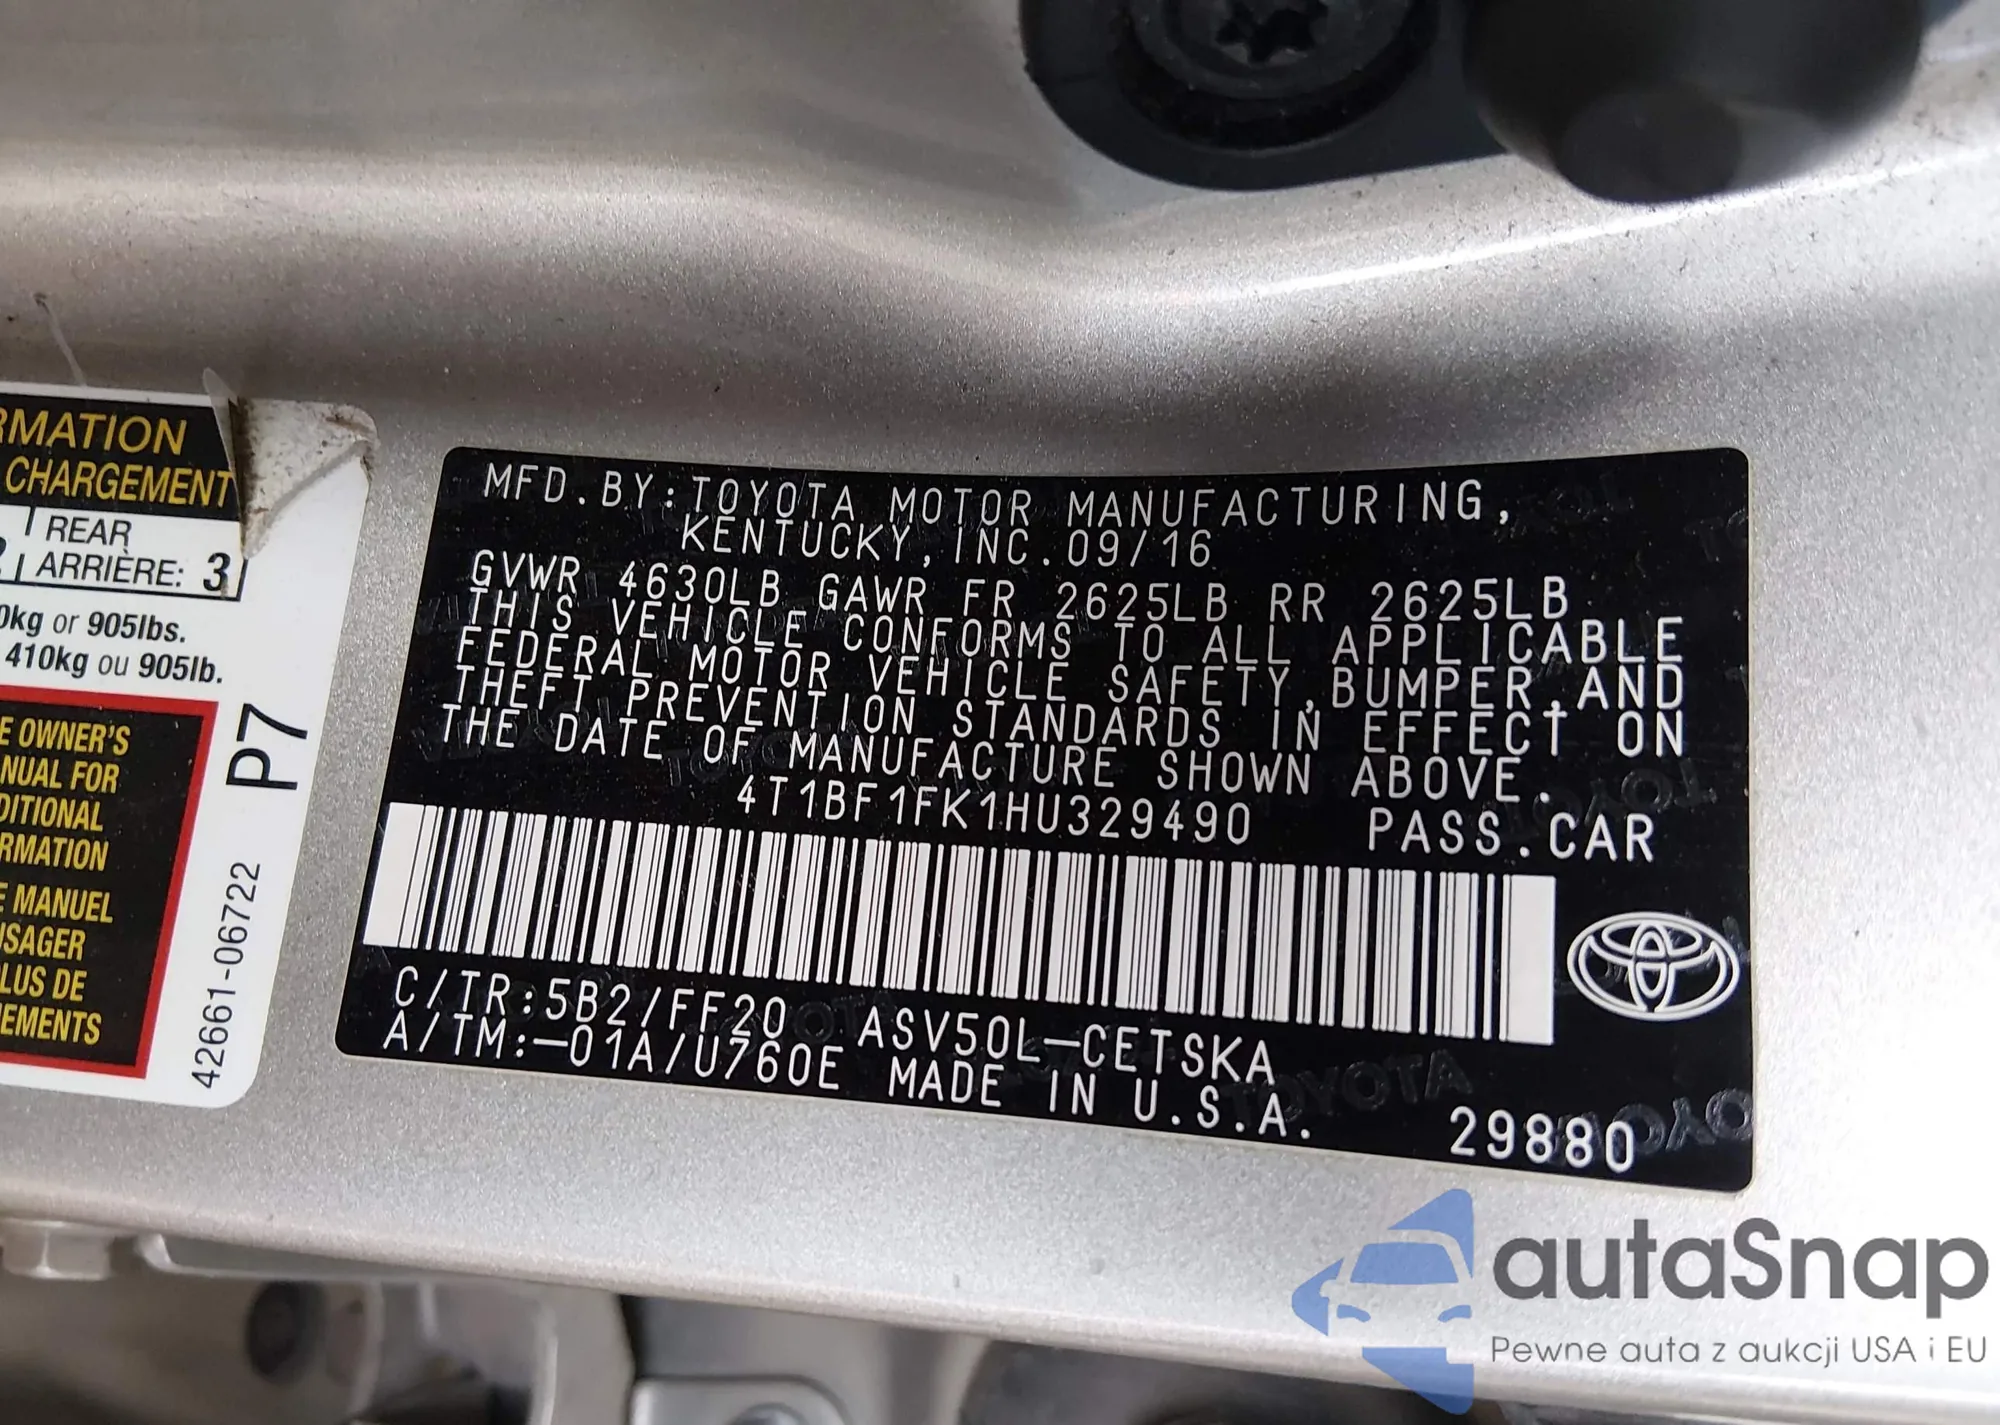 RMATION
CHARGEMENT
REAR
ARRIÈRE: 3
0kg or 905lbs.
410kg ou 905lb.
E OWNER'S
NUAL FOR
DITIONAL
RMATION
E MANUEL
USAGER
PLUS DE
EMENTS
P7
42661-06722
MFD.BY:TOYOTA MOTOR MANUFACTURING,
KENTUCKY,INC.09/16
GVWR 4630LB GAWR FR 2625LB RR 2625LB
THIS VEHICLE CONFORMS TO ALL APPLICABLE
FEDERAL MOTOR VEHICLE SAFETY,BUMPER,AND
THEFT PREVENTION STANDARDS IN EFFECT ON
THE DATE OF MANUFACTURE SHOWN ABOVE.
4T1BF1FK1HU329490 PASS.CAR
C/TR:5B2/FF20 ASV50L-CETSKA
A/TM:-01A/U760E MADE IN U.S.A.
29880
autaSnap
Pewne auta z aukcji USA i EU